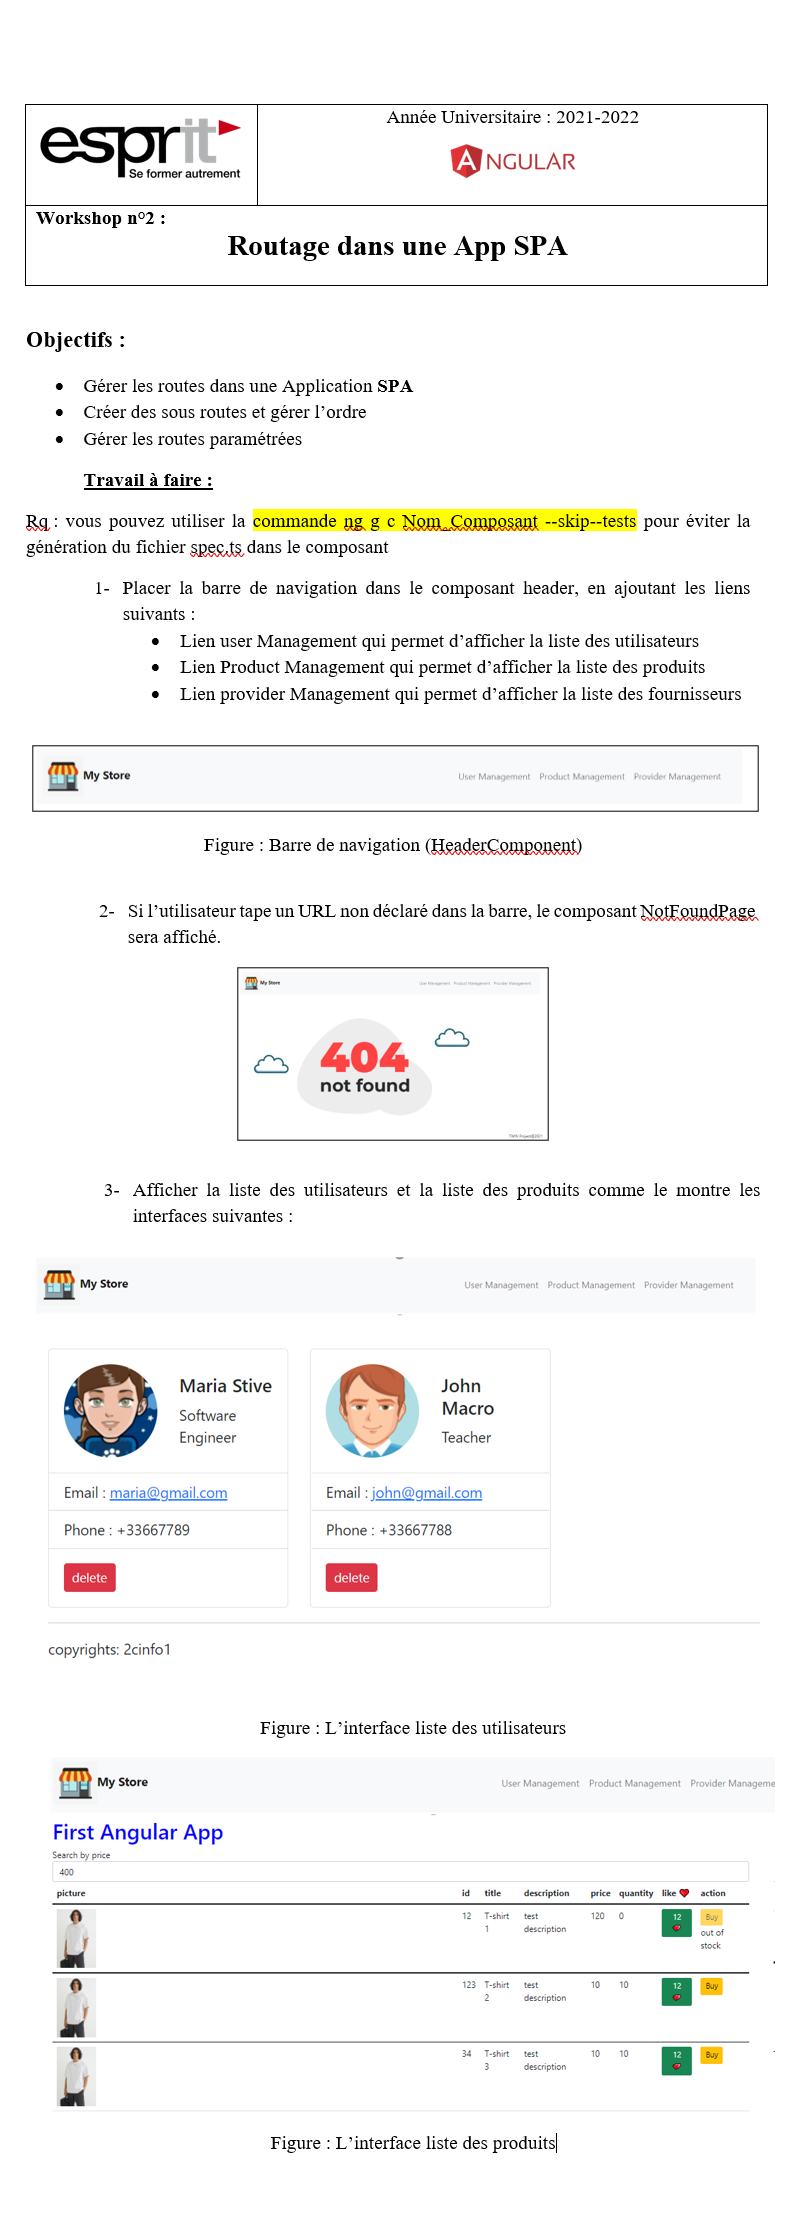 esprit
Se former autrement
Année Universitaire : 2021-2022
ANGULAR
Workshop n°2 :
Routage dans une App SPA
Objectifs :
• Gérer les routes dans une Application SPA
• Créer des sous routes et gérer l’ordre
• Gérer les routes paramétrées
Travail à faire :
Rq : vous pouvez utiliser la commande ng g c Nom_Composant --skip--tests pour éviter la
génération du fichier spec.ts dans le composant
1- Placer la barre de navigation dans le composant header, en ajoutant les liens
suivants :
• Lien user Management qui permet d’afficher la liste des utilisateurs
• Lien Product Management qui permet d’afficher la liste des produits
• Lien provider Management qui permet d’afficher la liste des fournisseurs
My Store User Management Product Management Provider Management
Figure : Barre de navigation (HeaderComponent)
2- Si l’utilisateur tape un URL non déclaré dans la barre, le composant NotFoundPage
sera affiché.
My Store User Management Product Management Provider Management
404
not found
3- Afficher la liste des utilisateurs et la liste des produits comme le montre les
interfaces suivantes :
My Store User Management Product Management Provider Management
Maria Stive
Software
Engineer
Email : maria@gmail.com
Phone : +33667789
delete
John
Macro
Teacher
Email : john@gmail.com
Phone : +33667788
delete
copyrights: 2cinfo1
Figure : L’interface liste des utilisateurs
My Store User Management Product Management Provider Manageme
First Angular App
Search by price
400
picture id title description price quantity like action
12 T-shirt test 120 0 12 Buy
1 description out of
stock
123 T-shirt test 10 10 12 Buy
2 description
34 T-shirt test 10 10 12 Buy
3 description
Figure : L’interface liste des produits